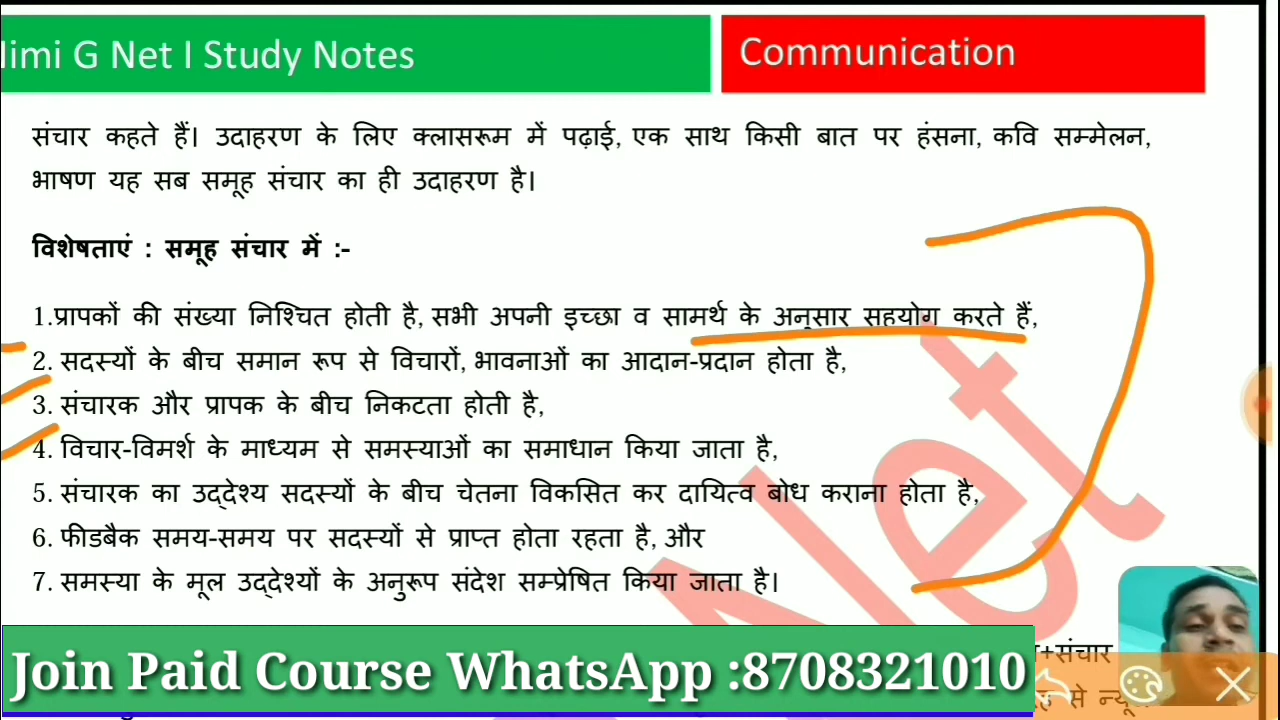 imi G Net I Study Notes
Communication
संचार कहते हैं। उदाहरण के लिए क्लासरूम में पढ़ाई, एक साथ किसी बात पर हंसना, कवि सम्मेलन,
भाषण यह सब समूह संचार का ही उदाहरण है।
विशेषताएं : समूह संचार में :-
1.प्रापकों की संख्या निश्चित होती है, सभी अपनी इच्छा व सामर्थ के अनुसार सहयोग करते हैं,
2. सदस्यों के बीच समान रूप से विचारों, भावनाओं का आदान-प्रदान होता है,
3. संचारक और प्रापक के बीच निकटता होती है,
4. विचार-विमर्श के माध्यम से समस्याओं का समाधान किया जाता है,
5. संचारक का उद्देश्य सदस्यों के बीच चेतना विकसित कर दायित्व बोध कराना होता है,
6. फीडबैक समय-समय पर सदस्यों से प्राप्त होता रहता है, और
7. समस्या के मूल उद्देश्यों के अनुरूप संदेश सम्प्रेषित किया जाता है।
Net
+संचार
से
Join Paid Course WhatsApp :8708321010